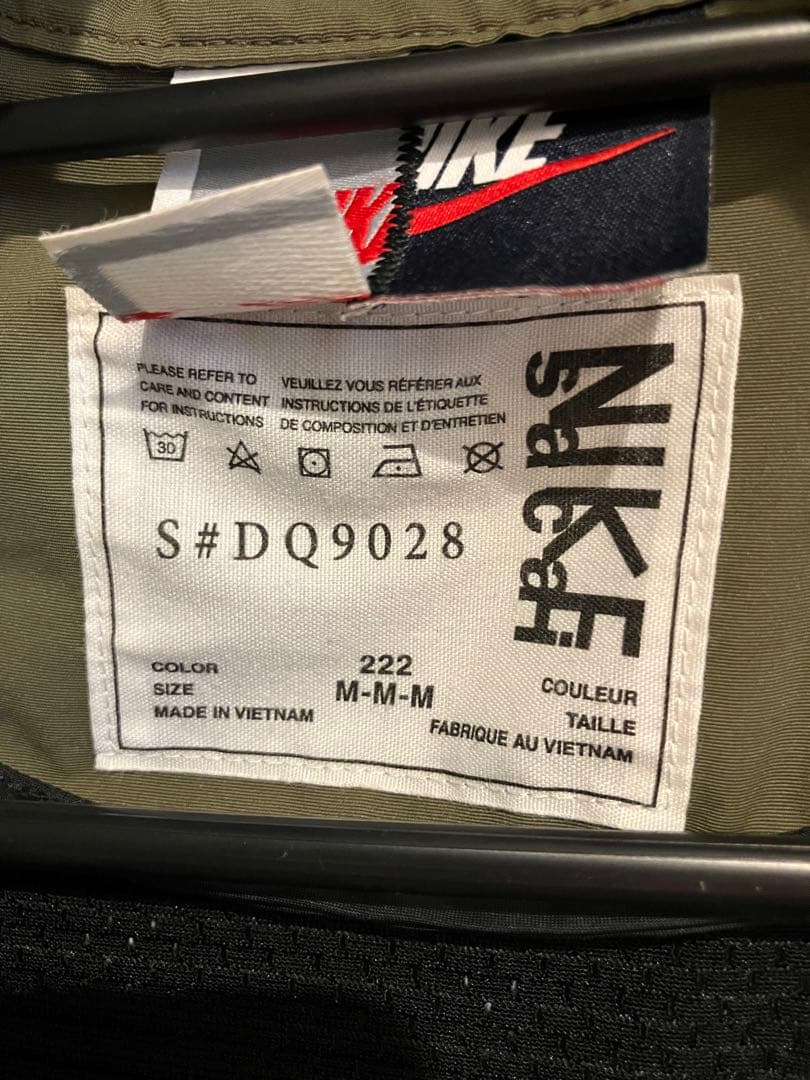 NIKE
PLEASE REFER TO
CARE AND CONTENT
FOR INSTRUCTIONS
VEUILLEZ VOUS RÉFÉRER AUX
INSTRUCTIONS DE L'ÉTIQUETTE
DE COMPOSITION ET D'ENTRETIEN
30
S#DQ9028
NIKE
sacai
COLOR 222 COULEUR
SIZE M-M-M TAILLE
MADE IN VIETNAM FABRIQUE AU VIETNAM